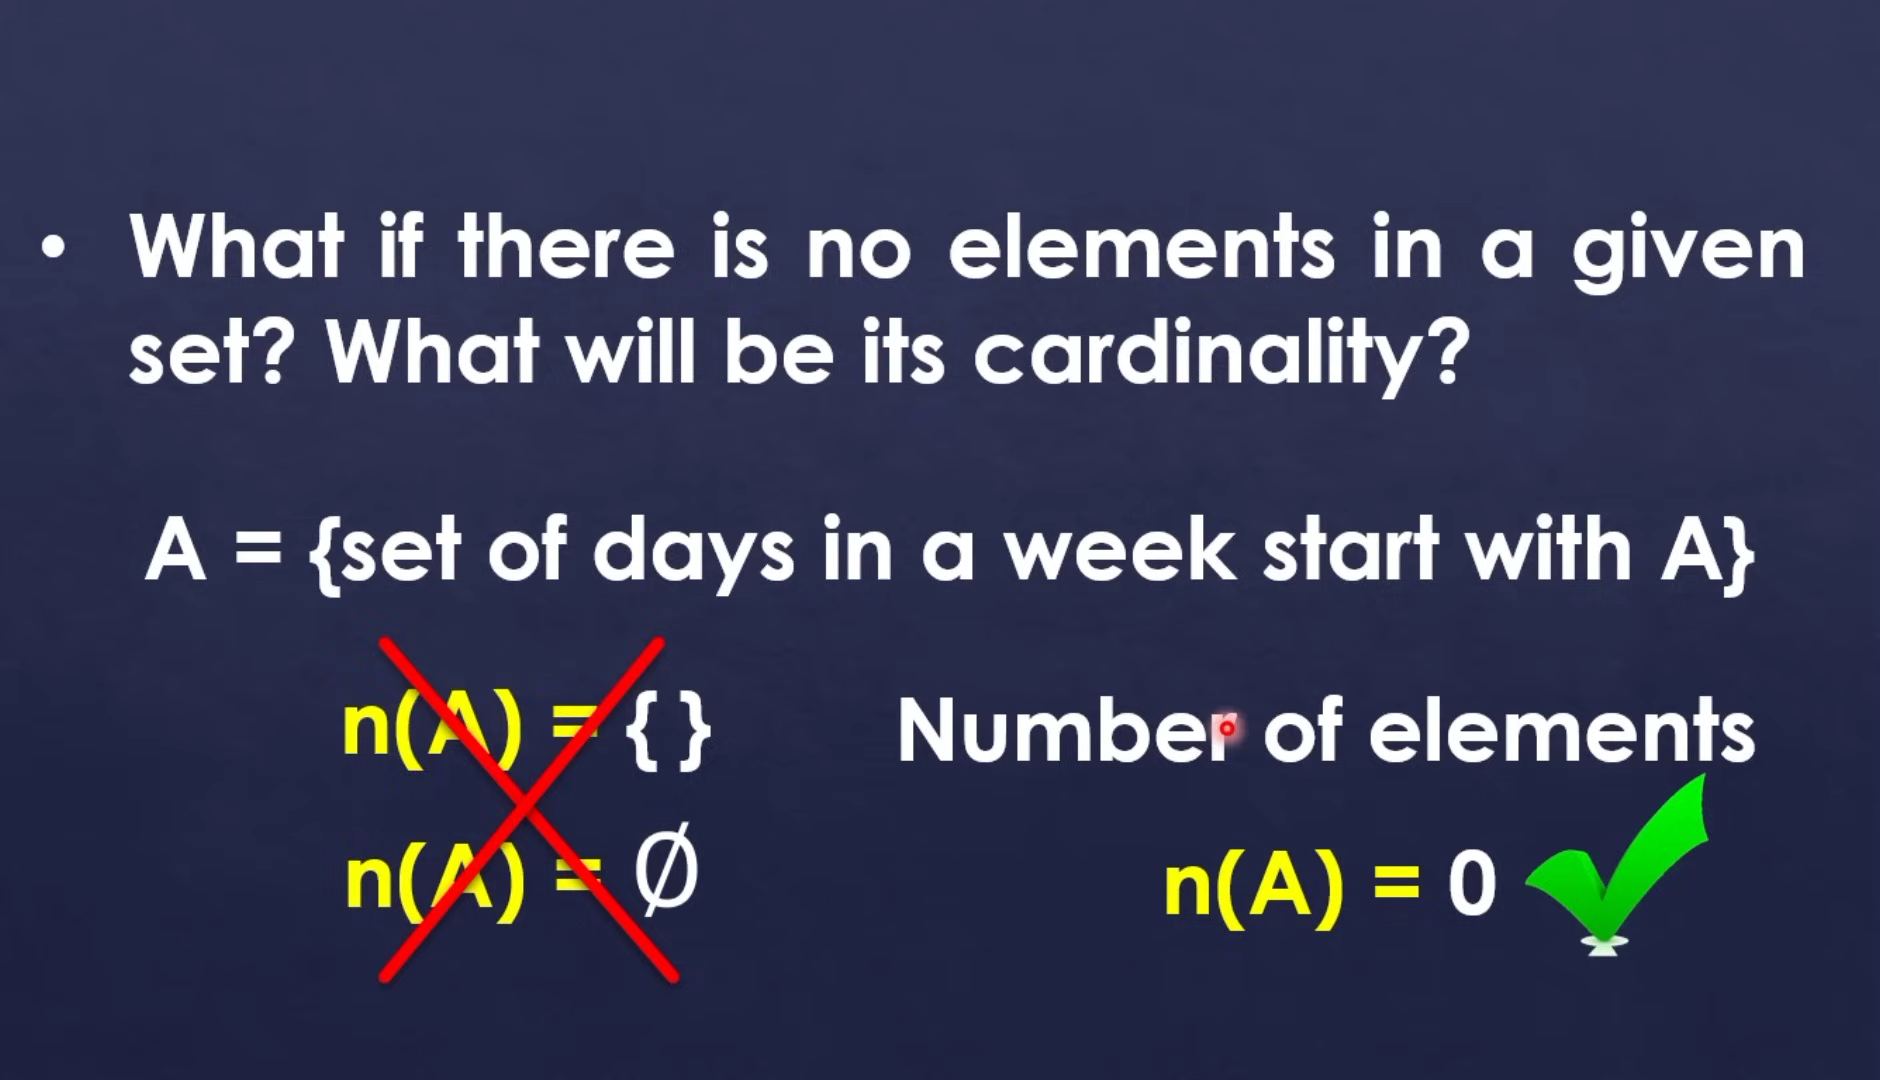 • What if there is no elements in a given
set? What will be its cardinality?
A = {set of days in a week start with A}
n(A) = { }
Number of elements
n(A) = Ø
n(A) = 0